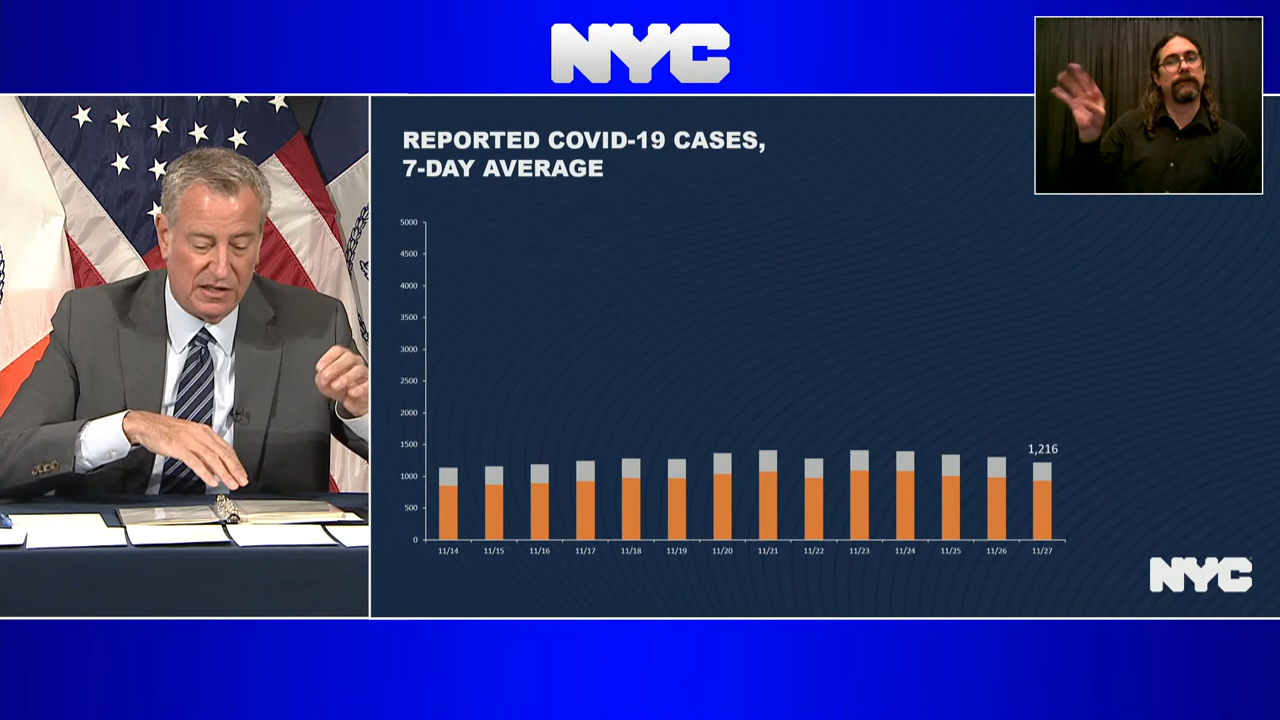 NYC
REPORTED COVID-19 CASES,
7-DAY AVERAGE
5000
4500
4000
3500
3000
2500
2000
1500
1000
500
0
1,216
11/14 11/15 11/16 11/17 11/18 11/19 11/20 11/21 11/22 11/23 11/24 11/25 11/26 11/27
NYC